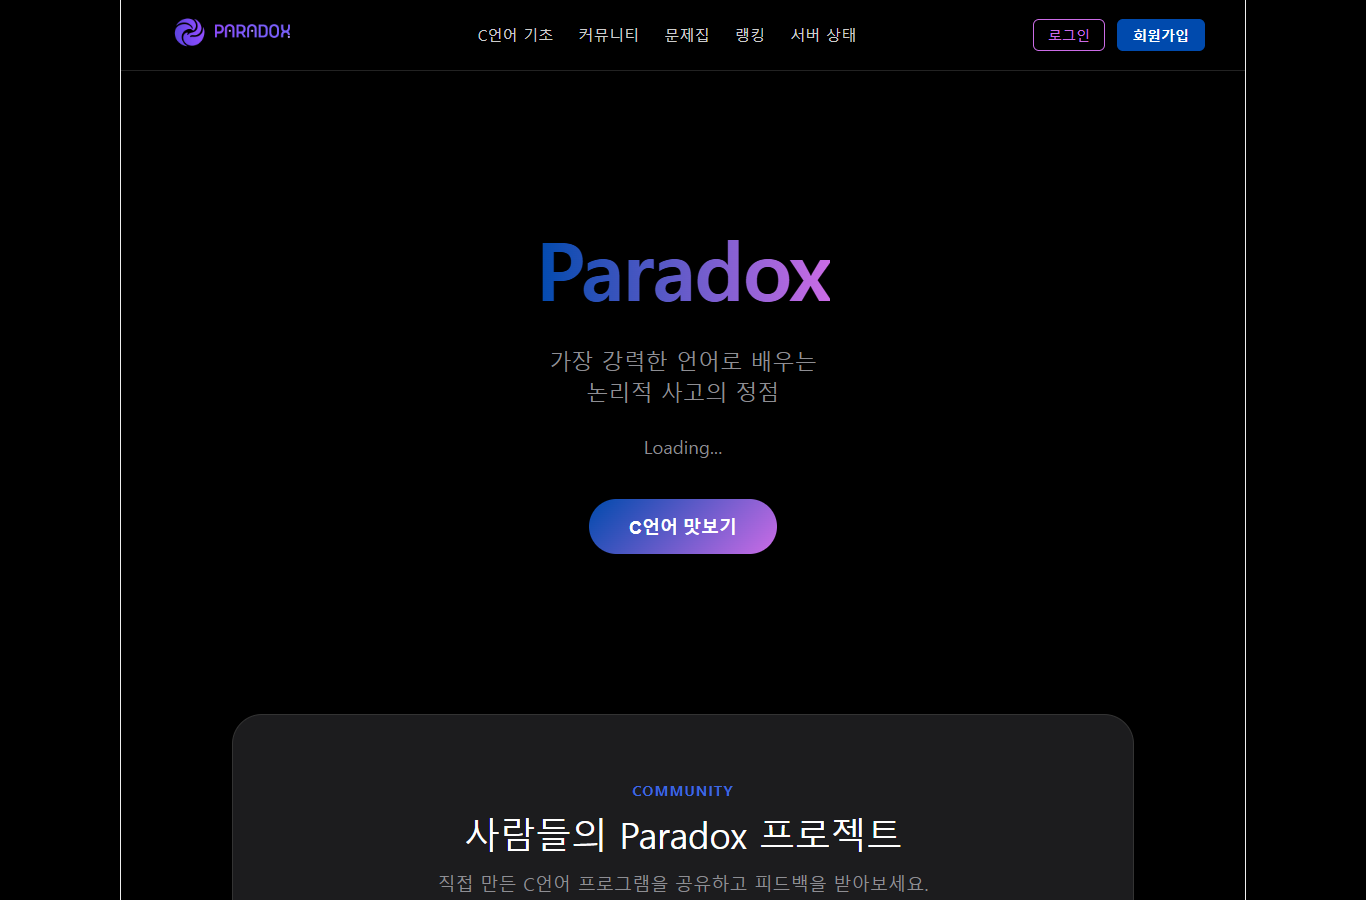 PARADOX
C언어 기초
커뮤니티
문제집
랭킹
서버 상태
로그인
회원가입
Paradox
가장 강력한 언어로 배우는
논리적 사고의 정점
Loading...
C언어 맛보기
COMMUNITY
사람들의 Paradox 프로젝트
직접 만든 C언어 프로그램을 공유하고 피드백을 받아보세요.